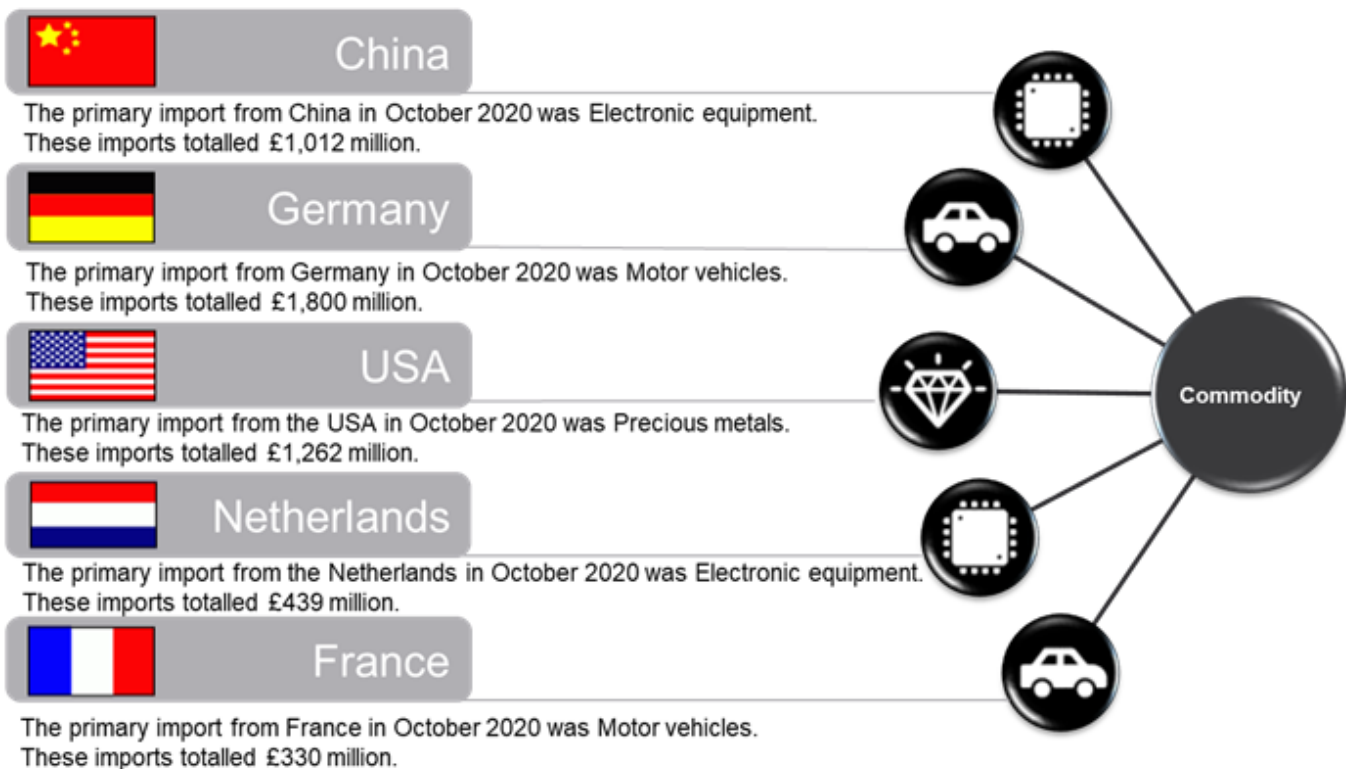 China
The primary import from China in October 2020 was Electronic equipment.
These imports totalled £1,012 million.
Germany
The primary import from Germany in October 2020 was Motor vehicles.
These imports totalled £1,800 million.
USA
The primary import from the USA in October 2020 was Precious metals.
These imports totalled £1,262 million.
Netherlands
The primary import from the Netherlands in October 2020 was Electronic equipment.
These imports totalled £439 million.
France
The primary import from France in October 2020 was Motor vehicles.
These imports totalled £330 million.
Commodity